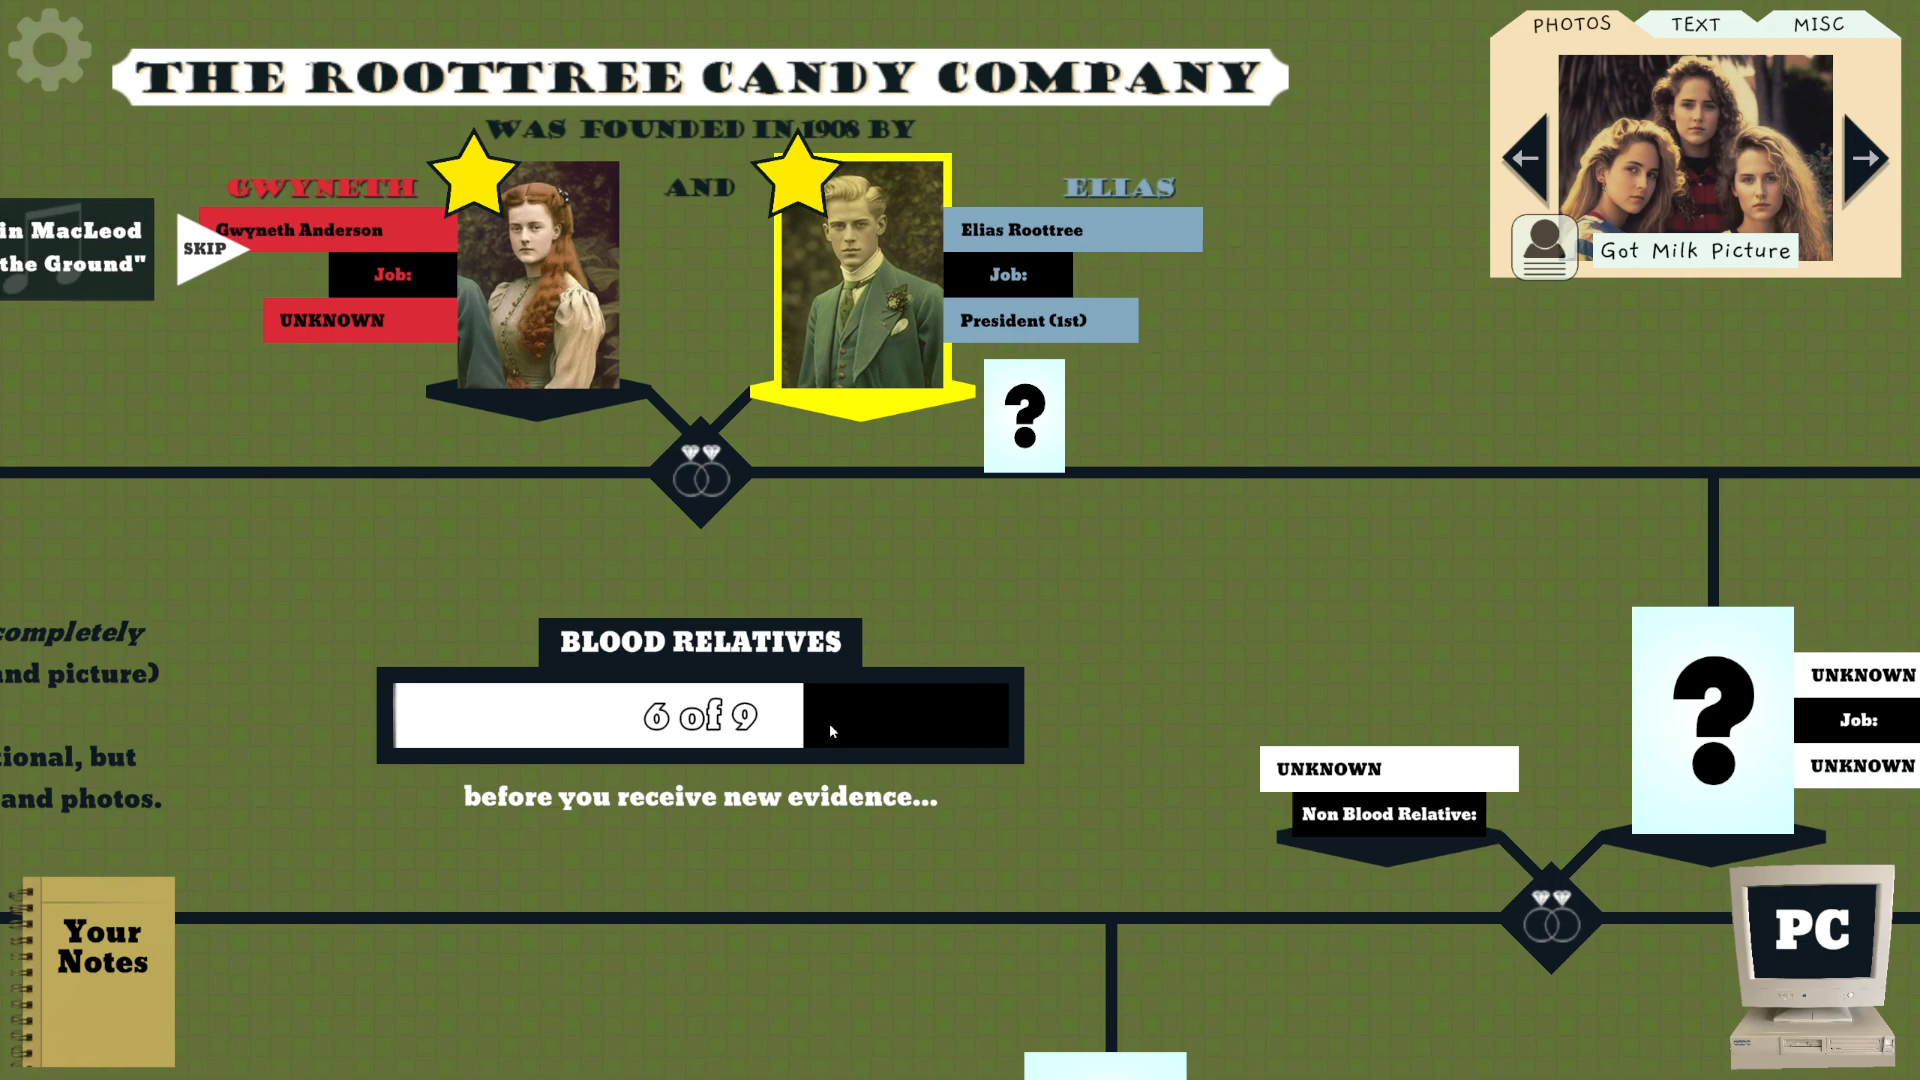 PHOTOS
TEXT
MISC
THE ROOTTREE CANDY COMPANY
WAS FOUNDED IN 1908 BY
GWYNETH
AND
ELIAS
in MacLeod
the Ground"
SKIP
Gwyneth Anderson
Job:
UNKNOWN
Elias Roottree
Job:
President (1st)
Got Milk Picture
?
completely
and picture)
tional, but
and photos.
BLOOD RELATIVES
6 of 9
before you receive new evidence...
?
UNKNOWN
Job:
UNKNOWN
UNKNOWN
Non Blood Relative:
Your
Notes
PC